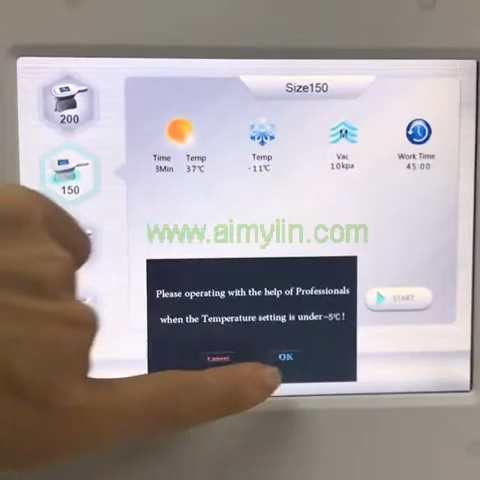 Size150
200
150
Time Temp
3Min 37℃
Temp
-11℃
M
Vac
10kpa
Work Time
45:00
www.aimylin.com
Please operating with the help of Professionals
when the Temperature setting is under-5℃!
START
Cancel OK